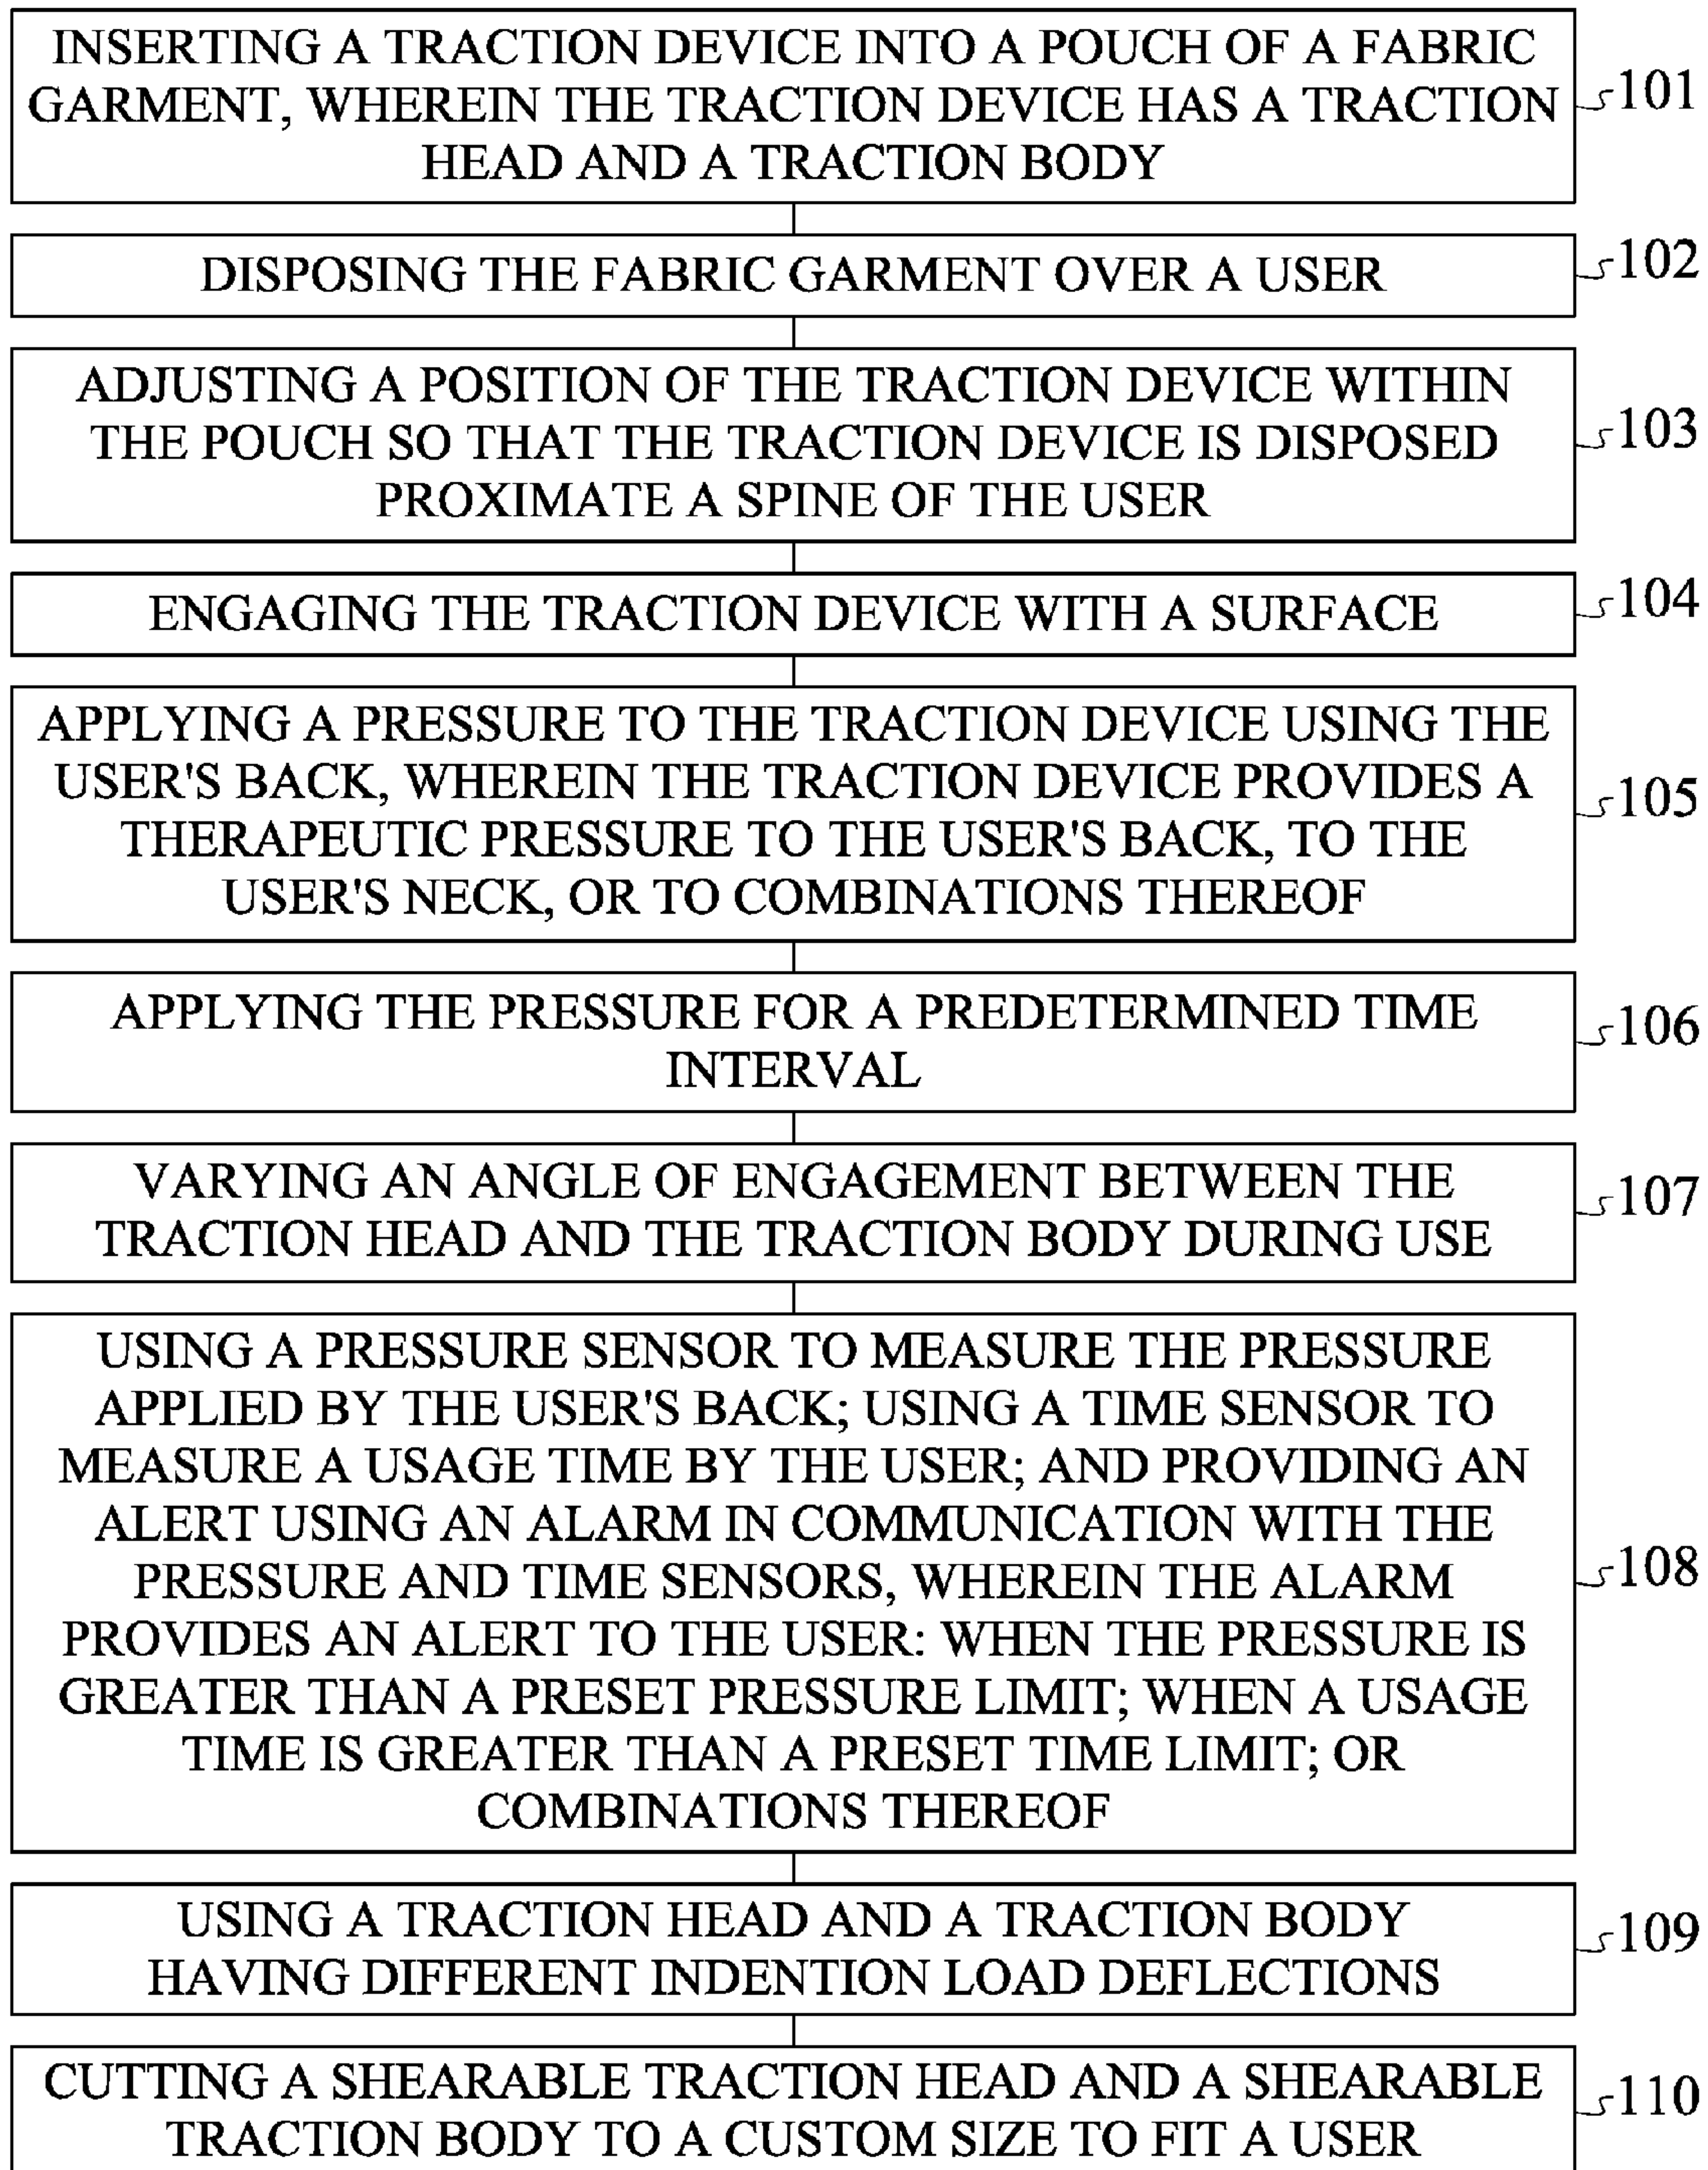 INSERTING A TRACTION DEVICE INTO A POUCH OF A FABRIC
GARMENT, WHEREIN THE TRACTION DEVICE HAS A TRACTION
HEAD AND A TRACTION BODY
101
DISPOSING THE FABRIC GARMENT OVER A USER
102
ADJUSTING A POSITION OF THE TRACTION DEVICE WITHIN
THE POUCH SO THAT THE TRACTION DEVICE IS DISPOSED
PROXIMATE A SPINE OF THE USER
103
ENGAGING THE TRACTION DEVICE WITH A SURFACE
104
APPLYING A PRESSURE TO THE TRACTION DEVICE USING THE
USER'S BACK, WHEREIN THE TRACTION DEVICE PROVIDES A
THERAPEUTIC PRESSURE TO THE USER'S BACK, TO THE
USER'S NECK, OR TO COMBINATIONS THEREOF
105
APPLYING THE PRESSURE FOR A PREDETERMINED TIME
INTERVAL
106
VARYING AN ANGLE OF ENGAGEMENT BETWEEN THE
TRACTION HEAD AND THE TRACTION BODY DURING USE
107
USING A PRESSURE SENSOR TO MEASURE THE PRESSURE
APPLIED BY THE USER'S BACK; USING A TIME SENSOR TO
MEASURE A USAGE TIME BY THE USER; AND PROVIDING AN
ALERT USING AN ALARM IN COMMUNICATION WITH THE
PRESSURE AND TIME SENSORS, WHEREIN THE ALARM
PROVIDES AN ALERT TO THE USER: WHEN THE PRESSURE IS
GREATER THAN A PRESET PRESSURE LIMIT; WHEN A USAGE
TIME IS GREATER THAN A PRESET TIME LIMIT; OR
COMBINATIONS THEREOF
108
USING A TRACTION HEAD AND A TRACTION BODY
HAVING DIFFERENT INDENTION LOAD DEFLECTIONS
109
CUTTING A SHEARABLE TRACTION HEAD AND A SHEARABLE
TRACTION BODY TO A CUSTOM SIZE TO FIT A USER
110